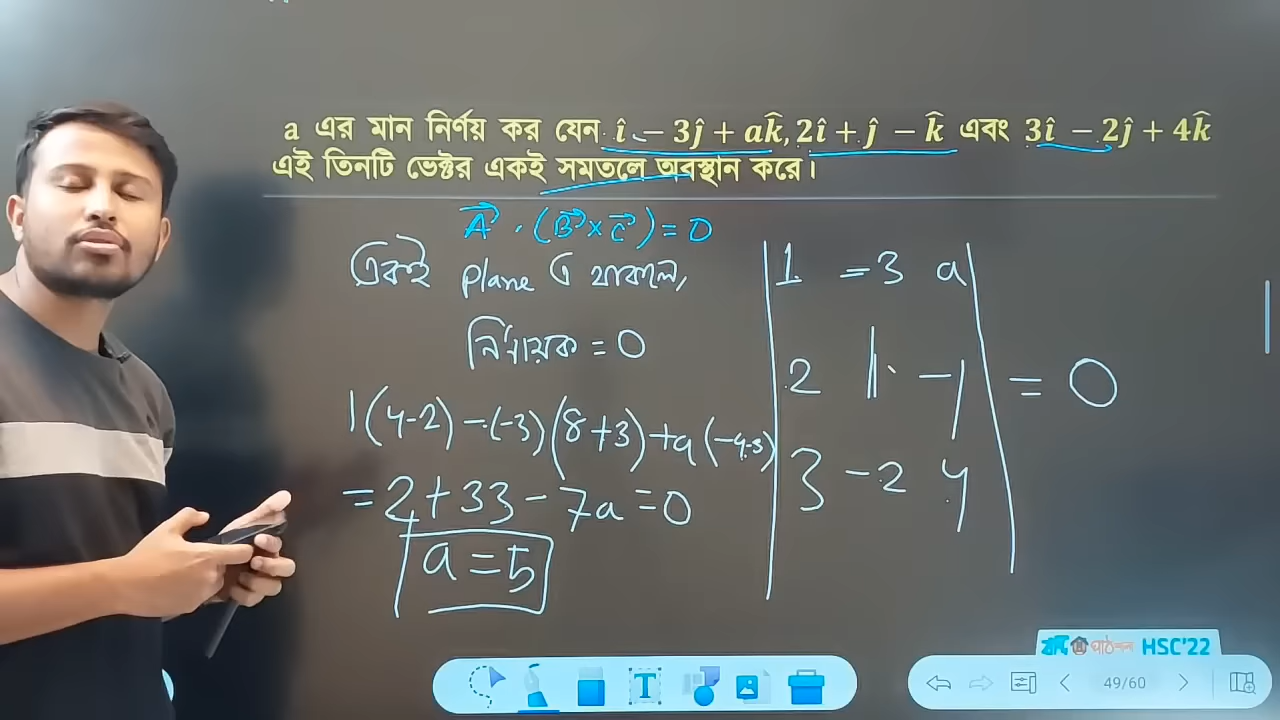 a এর মান নির্ণয় কর যেন î − 3ĵ + ak̂, 2î + ĵ − k̂ এবং 3î − 2ĵ + 4k̂
এই তিনটি ভেক্টর একই সমতলে অবস্থান করে।
A⃗ · (B⃗ × C⃗) = 0
একই plane এ থাকলে,
নির্ণায়ক = 0
1(4-2) -(-3)(8+3)+a(-4-3)
= 2+33 - 7a = 0
a = 5
1 -3 a
2 1 -1 = 0
3 -2 4
পাঠশালা HSC'22
T
49/60